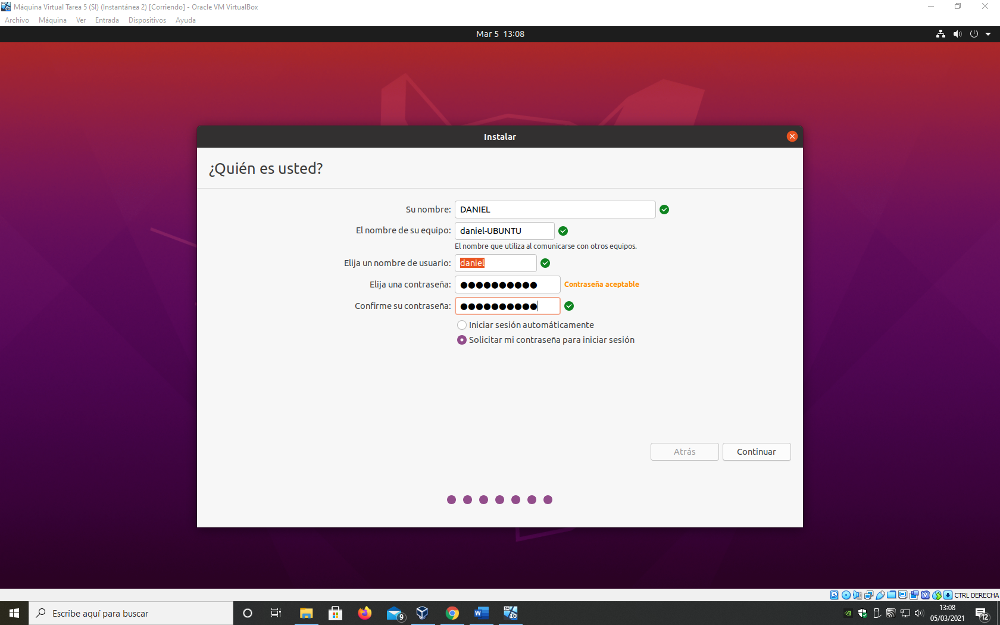 Máquina Virtual Tarea 5 (SI) (Instantánea 2) [Corriendo] - Oracle VM VirtualBox
Archivo Máquina Ver Entrada Dispositivos Ayuda
Mar 5 13:08
Instalar
¿Quién es usted?
Su nombre: DANIEL
El nombre de su equipo: daniel-UBUNTU
El nombre que utiliza al comunicarse con otros equipos.
Elija un nombre de usuario: daniel
Elija una contraseña: ●●●●●●●●●● Contraseña aceptable
Confirme su contraseña: ●●●●●●●●●●
Iniciar sesión automáticamente
Solicitar mi contraseña para iniciar sesión
Atrás Continuar
CTRL DERECHA
Escribe aquí para buscar
9
W
10
13:08
05/03/2021
12